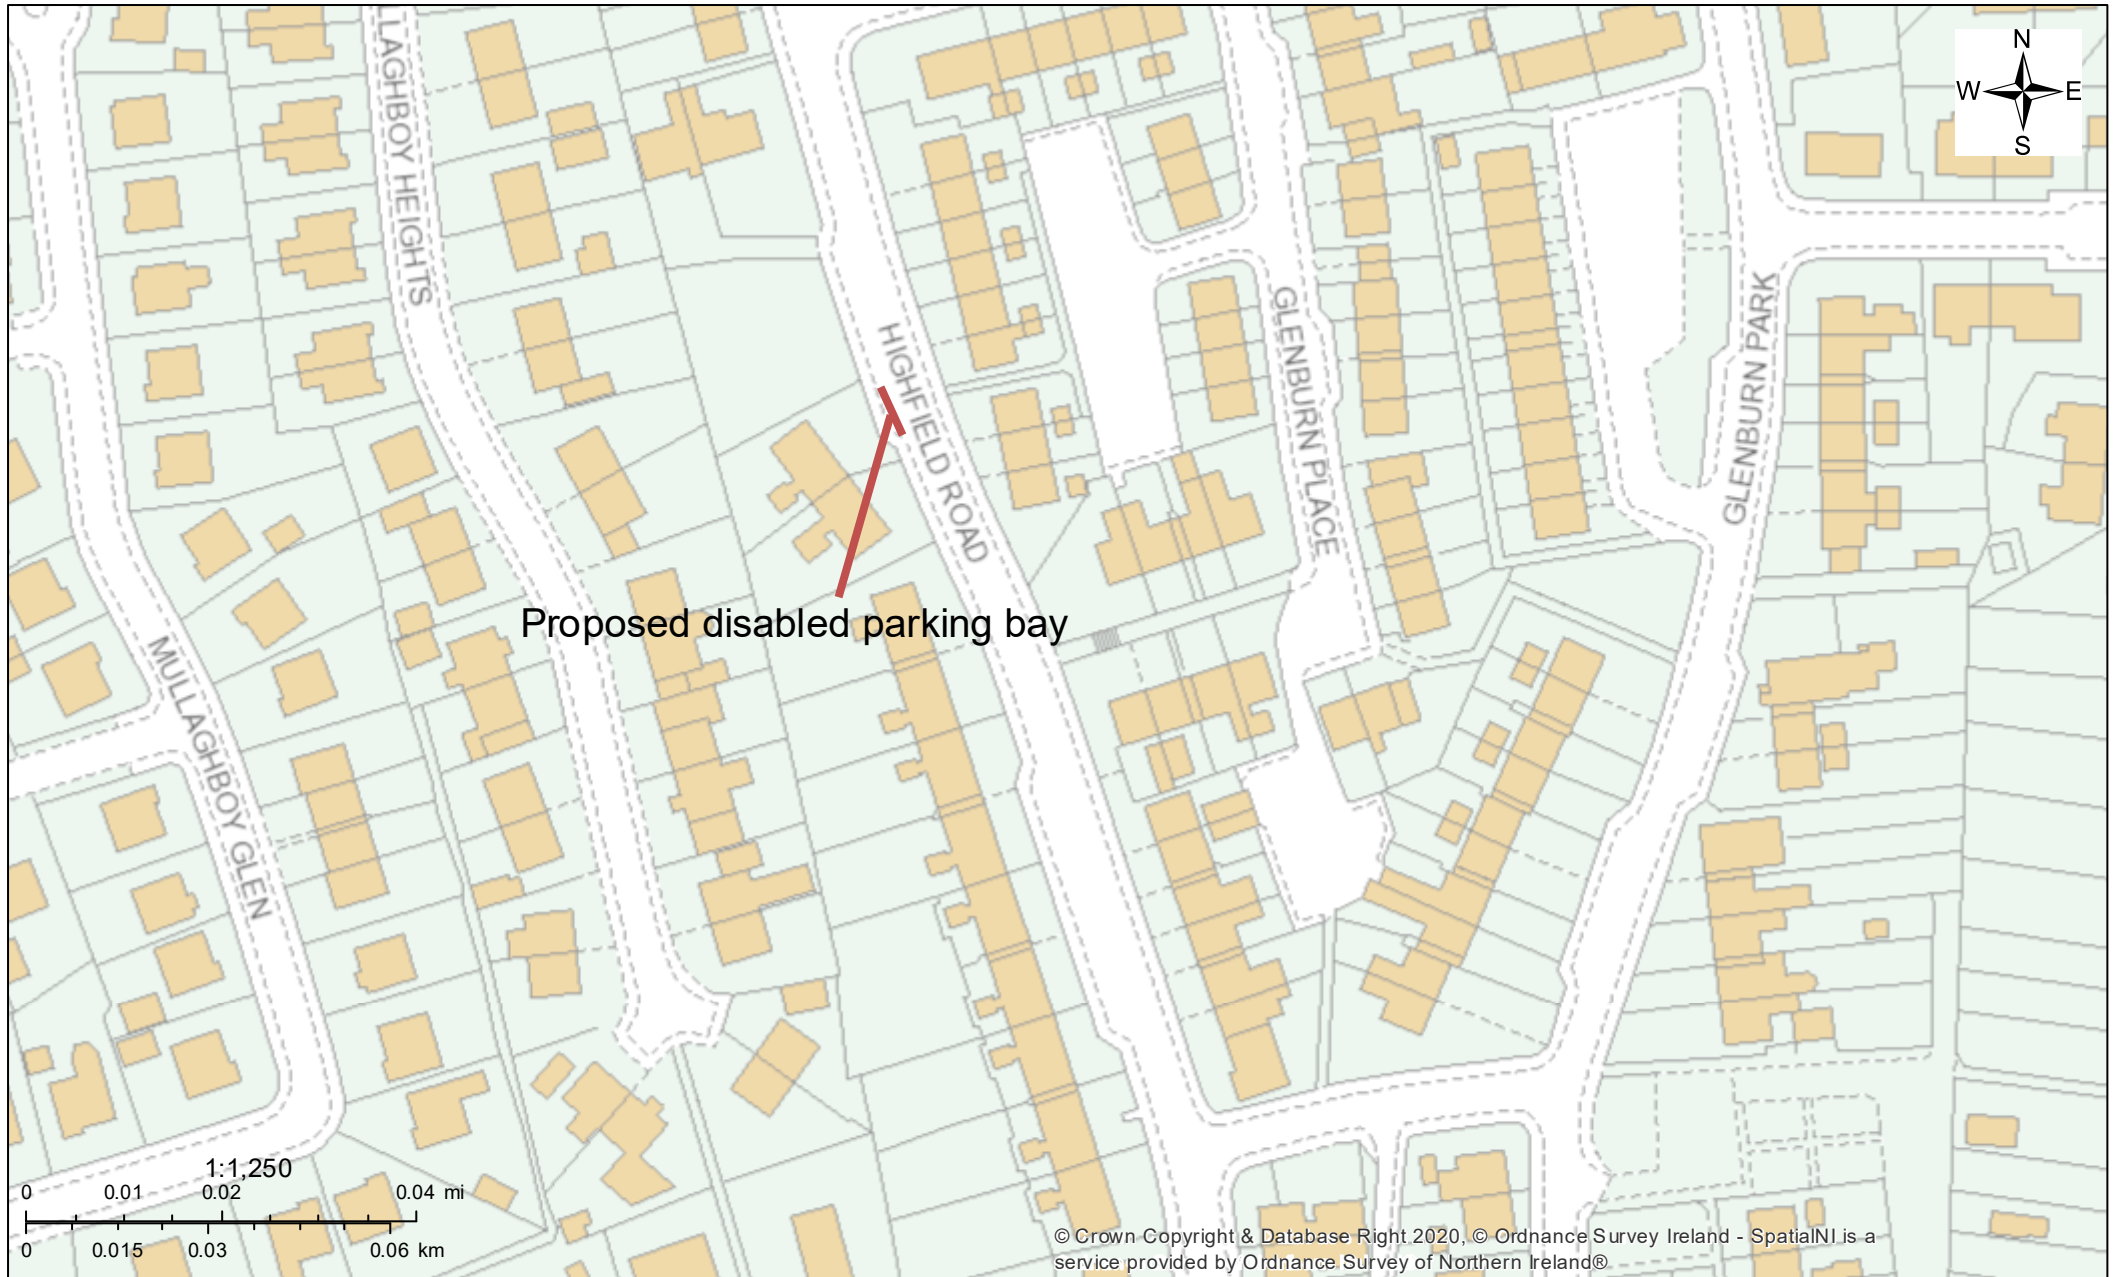 N
W E
S
LLAGHBOY HEIGHTS
HIGHFIELD ROAD
GLENBURN PLACE
GLENBURN PARK
Proposed disabled parking bay
MULLAGHBOY GLEN
1:1,250
0 0.01 0.02 0.04 mi
0 0.015 0.03 0.06 km
© Crown Copyright & Database Right 2020, © Ordnance Survey Ireland - SpatialNI is a
service provided by Ordnance Survey of Northern Ireland®